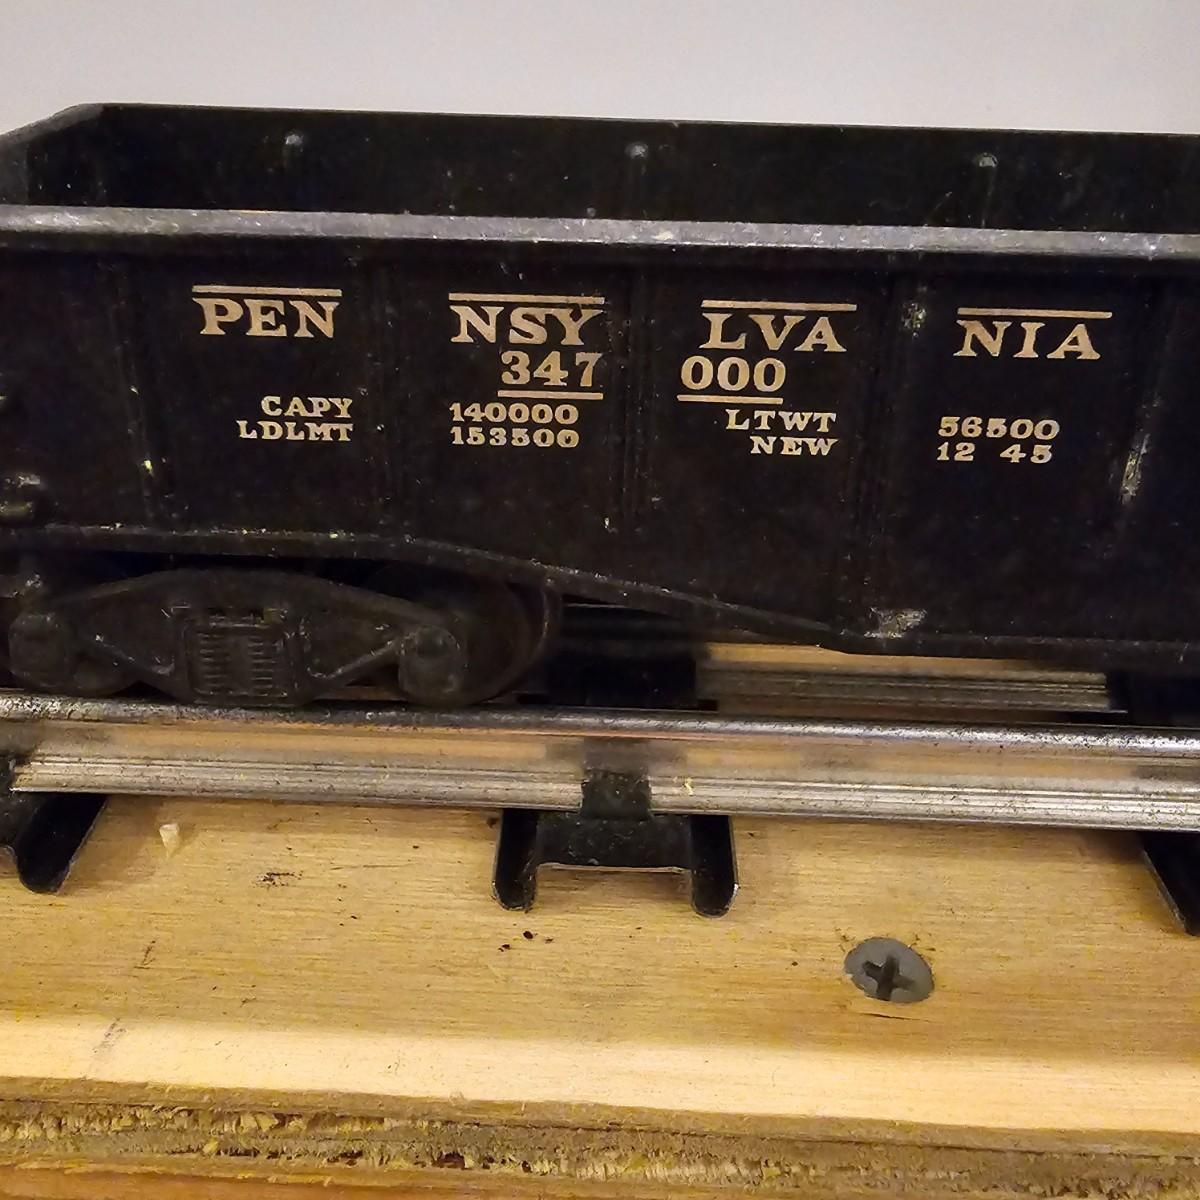 PEN NSY LVA NIA
347 000
CAPY 140000 LTWT 56500
LDLMT 153500 NEW 12 45